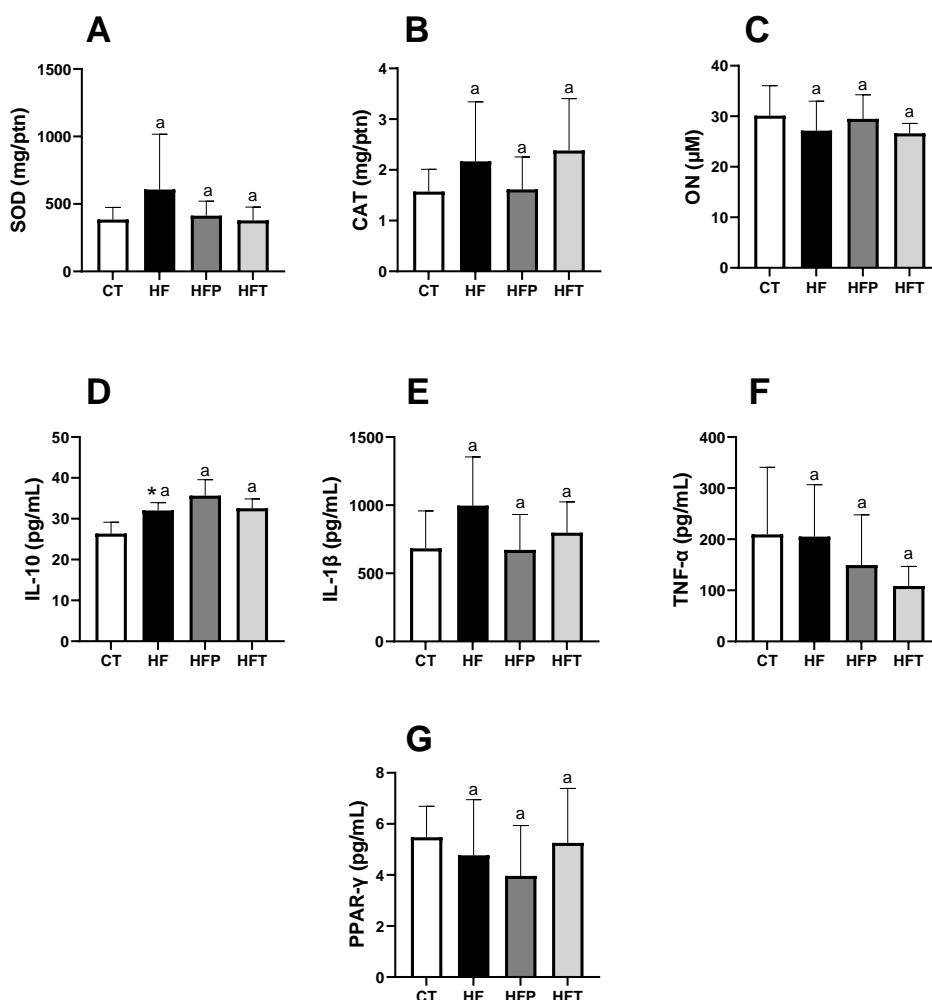 A
SOD (mg/ptn)
1500
1000
500
0
a
a
a
CT HF HFP HFT
B
CAT (mg/ptn)
4
3
2
1
0
a
a
a
CT HF HFP HFT
C
ON (µM)
40
30
20
10
0
a
a
a
CT HF HFP HFT
D
IL-10 (pg/mL)
50
40
30
20
10
0
* a
a
a
CT HF HFP HFT
E
IL-1β (pg/mL)
1500
1000
500
0
a
a
a
CT HF HFP HFT
F
TNF-α (pg/mL)
400
300
200
100
0
a
a
a
CT HF HFP HFT
G
PPAR-γ (pg/mL)
8
6
4
2
0
a
a
a
CT HF HFP HFT